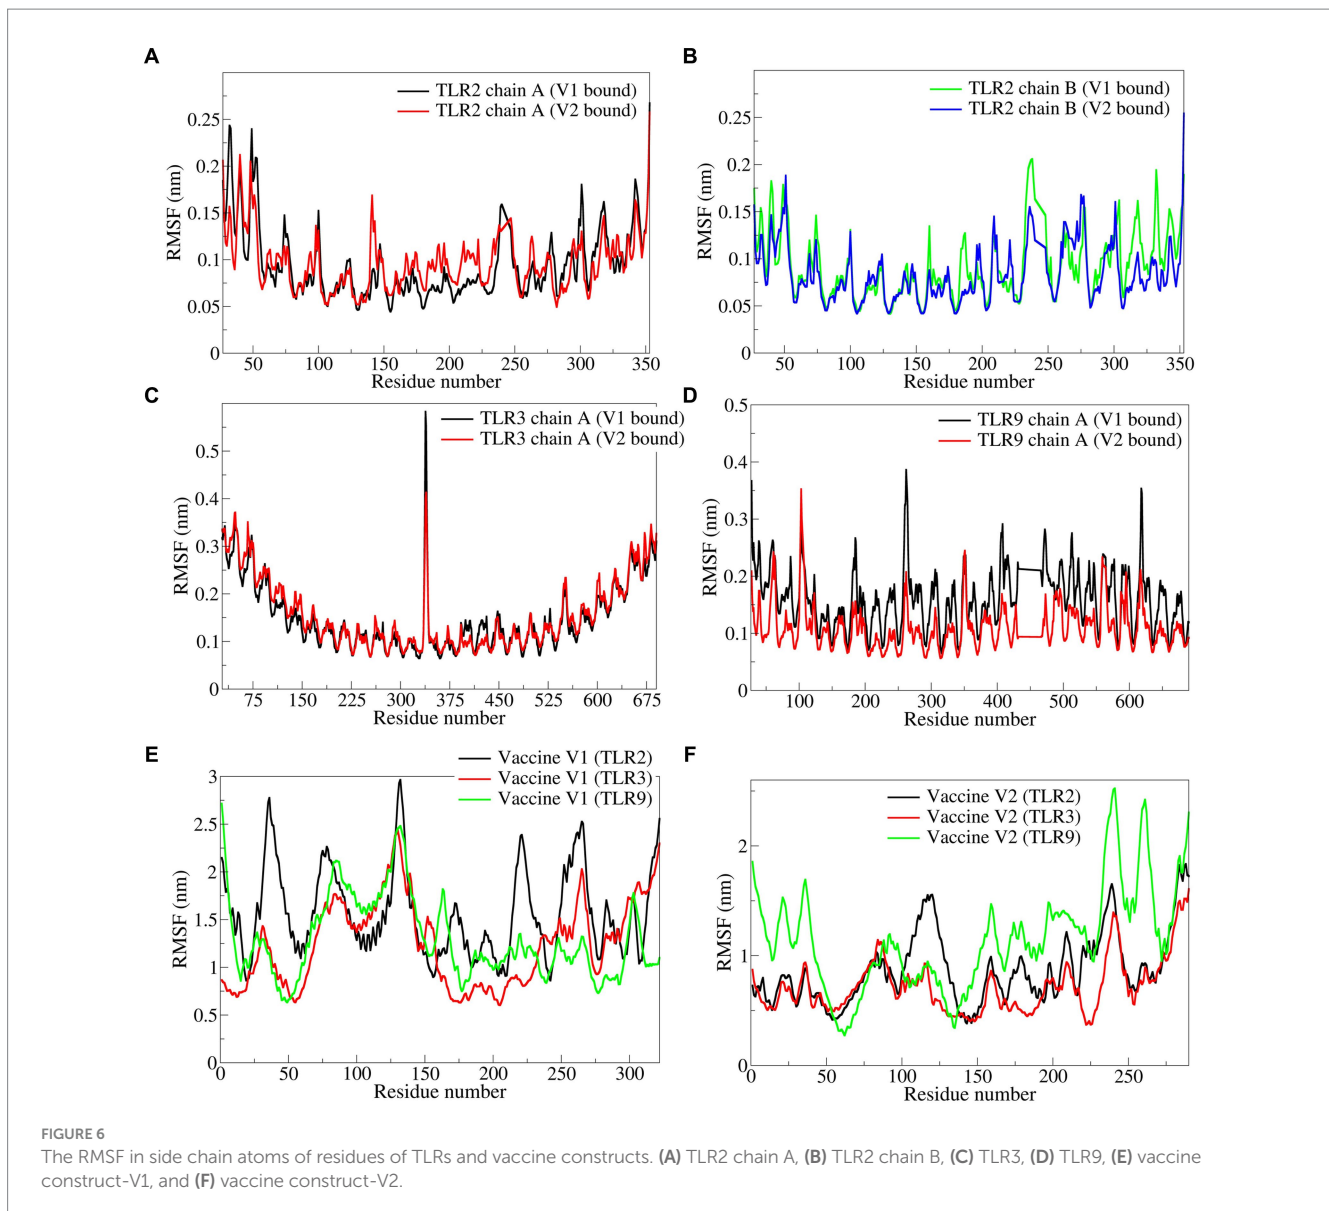 A
TLR2 chain A (V1 bound)
TLR2 chain A (V2 bound)
RMSF (nm)
0.25
0.2
0.15
0.1
0.05
0
50 100 150 200 250 300 350
Residue number
B
TLR2 chain B (V1 bound)
TLR2 chain B (V2 bound)
RMSF (nm)
0.25
0.2
0.15
0.1
0.05
0
50 100 150 200 250 300 350
Residue number
C
TLR3 chain A (V1 bound)
TLR3 chain A (V2 bound)
RMSF (nm)
0.5
0.4
0.3
0.2
0.1
0
75 150 225 300 375 450 525 600 675
Residue number
D
TLR9 chain A (V1 bound)
TLR9 chain A (V2 bound)
RMSF (nm)
0.5
0.4
0.3
0.2
0.1
0
100 200 300 400 500 600
Residue number
E
Vaccine V1 (TLR2)
Vaccine V1 (TLR3)
Vaccine V1 (TLR9)
RMSF (nm)
3
2.5
2
1.5
1
0.5
0
0 50 100 150 200 250 300
Residue number
F
Vaccine V2 (TLR2)
Vaccine V2 (TLR3)
Vaccine V2 (TLR9)
RMSF (nm)
2
1
0
0 50 100 150 200 250
Residue number
FIGURE 6
The RMSF in side chain atoms of residues of TLRs and vaccine constructs. (A) TLR2 chain A, (B) TLR2 chain B, (C) TLR3, (D) TLR9, (E) vaccine
construct-V1, and (F) vaccine construct-V2.